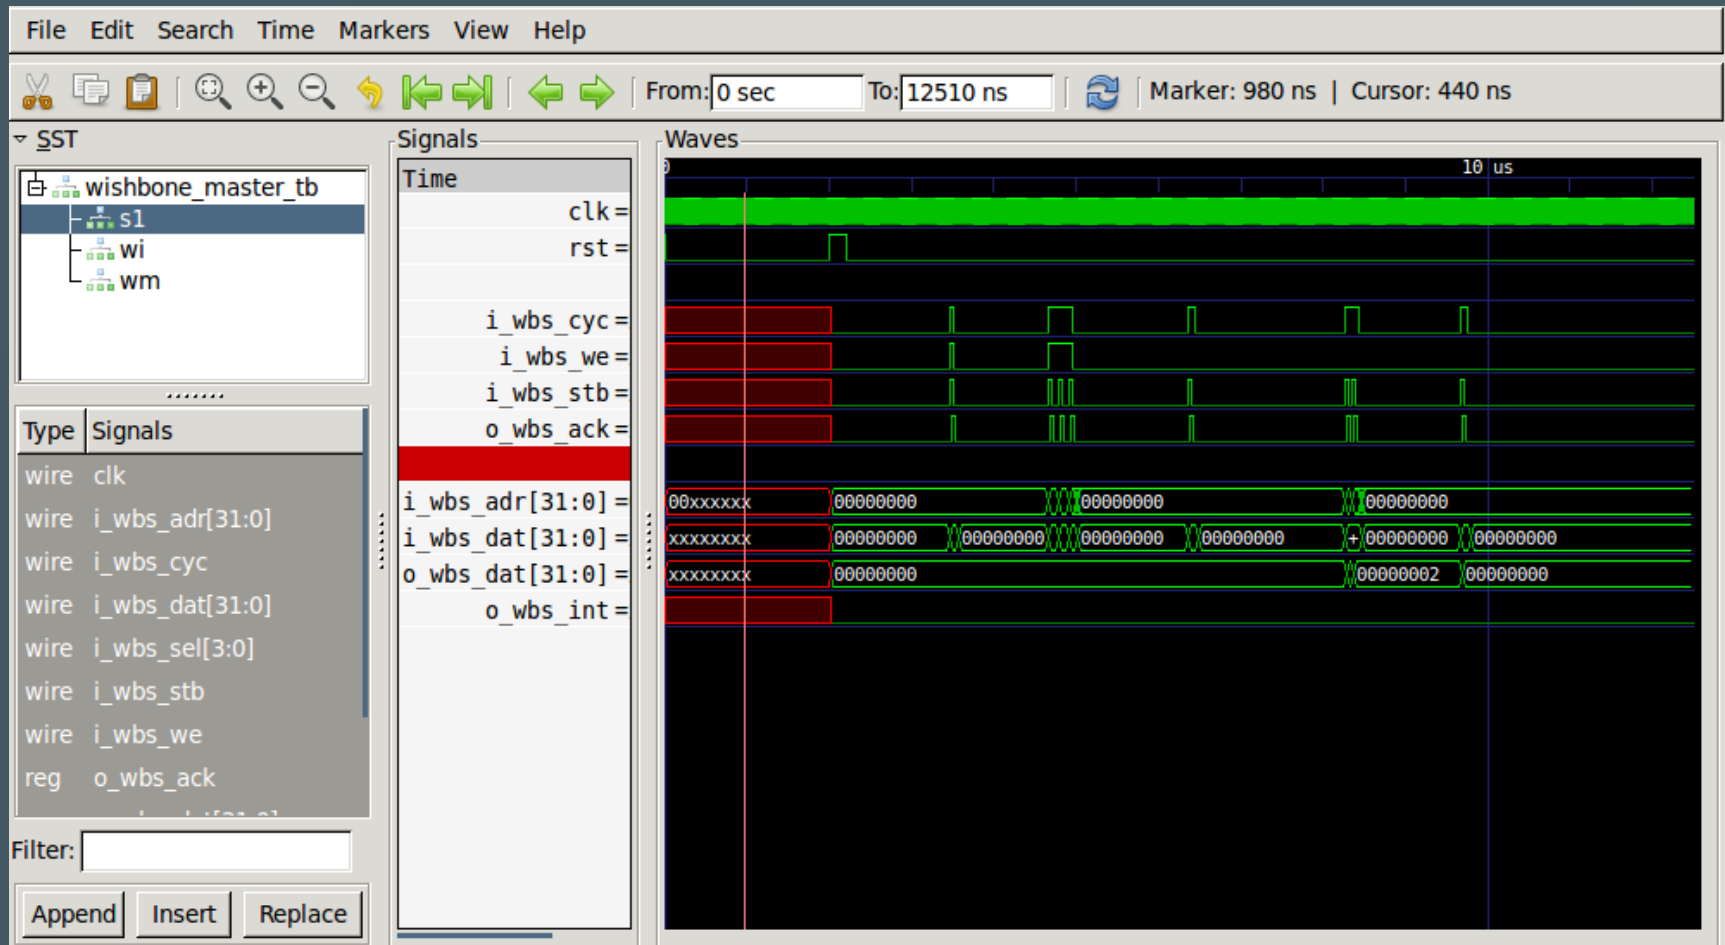 File Edit Search Time Markers View Help
From: 0 sec To: 12510 ns Marker: 980 ns | Cursor: 440 ns
SST
wishbone_master_tb
s1
wi
wm
Type Signals
wire clk
wire i_wbs_adr[31:0]
wire i_wbs_cyc
wire i_wbs_dat[31:0]
wire i_wbs_sel[3:0]
wire i_wbs_stb
wire i_wbs_we
reg o_wbs_ack
Filter:
Append Insert Replace
Signals
Time
clk =
rst =
i_wbs_cyc =
i_wbs_we =
i_wbs_stb =
o_wbs_ack =
i_wbs_adr[31:0] =
i_wbs_dat[31:0] =
o_wbs_dat[31:0] =
o_wbs_int =
Waves
10 us
00xxxxxx 00000000 00000000 00000000
xxxxxxxx 00000000 00000000 00000000 00000000 + 00000000 00000000
xxxxxxxx 00000000 00000002 00000000